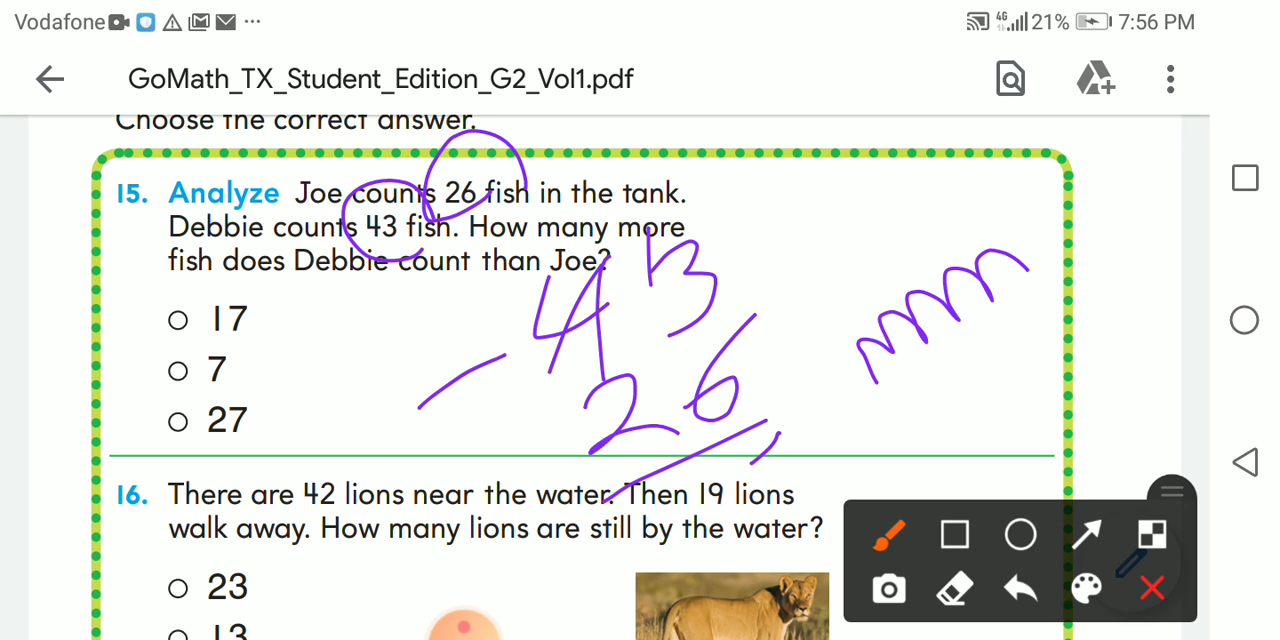 Vodafone ... 4G 21% 7:56 PM
GoMath_TX_Student_Edition_G2_Vol1.pdf
Choose the correct answer.
15. Analyze Joe counts 26 fish in the tank.
Debbie counts 43 fish. How many more
fish does Debbie count than Joe?
17
7
27
- 43
26
16. There are 42 lions near the water. Then 19 lions
walk away. How many lions are still by the water?
23
13